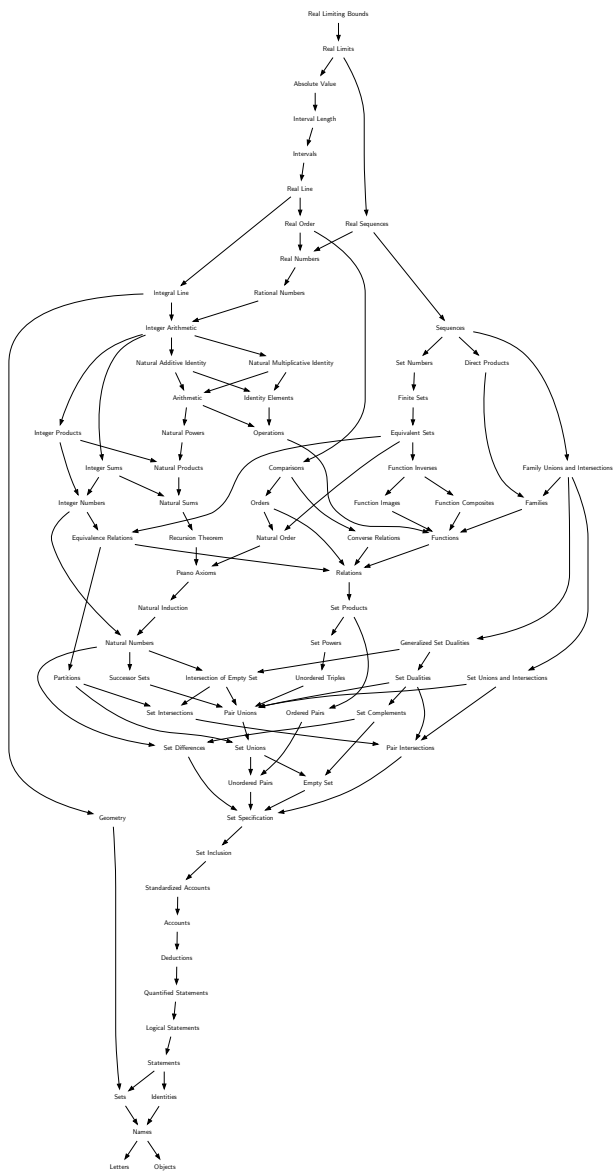 Real Limiting Bounds
Real Limits
Absolute Value
Interval Length
Intervals
Real Line
Real Order Real Sequences
Real Numbers
Integral Line Rational Numbers
Integer Arithmetic Sequences
Natural Additive Identity Natural Multiplicative Identity Set Numbers Direct Products
Arithmetic Identity Elements Finite Sets
Integer Products Natural Powers Operations Equivalent Sets
Integer Sums Natural Products Comparisons Function Inverses Family Unions and Intersections
Integer Numbers Natural Sums Orders Function Images Function Composites Families
Equivalence Relations Recursion Theorem Natural Order Converse Relations Functions
Peano Axioms Relations
Natural Induction Set Products
Natural Numbers Set Powers Generalized Set Dualities
Partitions Successor Sets Intersection of Empty Set Unordered Triples Set Dualities Set Unions and Intersections
Set Intersections Pair Unions Ordered Pairs Set Complements
Set Differences Set Unions Pair Intersections
Unordered Pairs Empty Set
Geometry Set Specification
Set Inclusion
Standardized Accounts
Accounts
Deductions
Quantified Statements
Logical Statements
Statements
Sets Identities
Names
Letters Objects